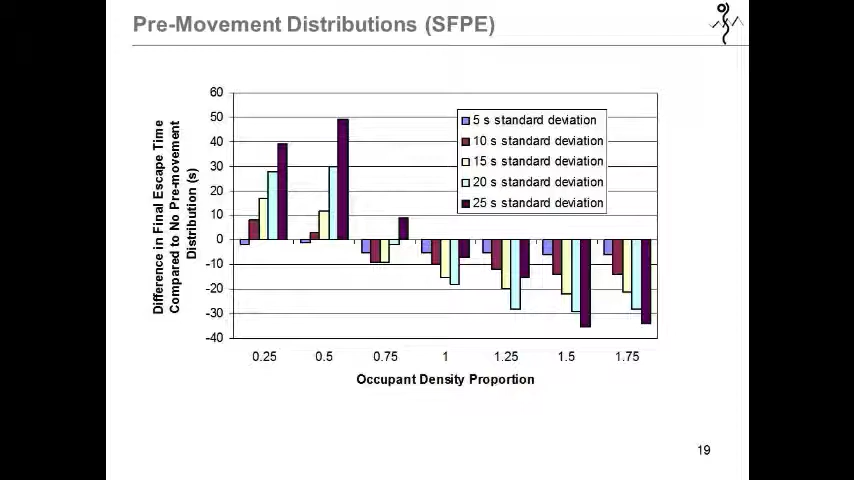 Pre-Movement Distributions (SFPE)
Difference in Final Escape Time
Compared to No Pre-movement
Distribution (s)
60
50
40
30
20
10
0
-10
-20
-30
-40
5 s standard deviation
10 s standard deviation
15 s standard deviation
20 s standard deviation
25 s standard deviation
0.25 0.5 0.75 1 1.25 1.5 1.75
Occupant Density Proportion
19